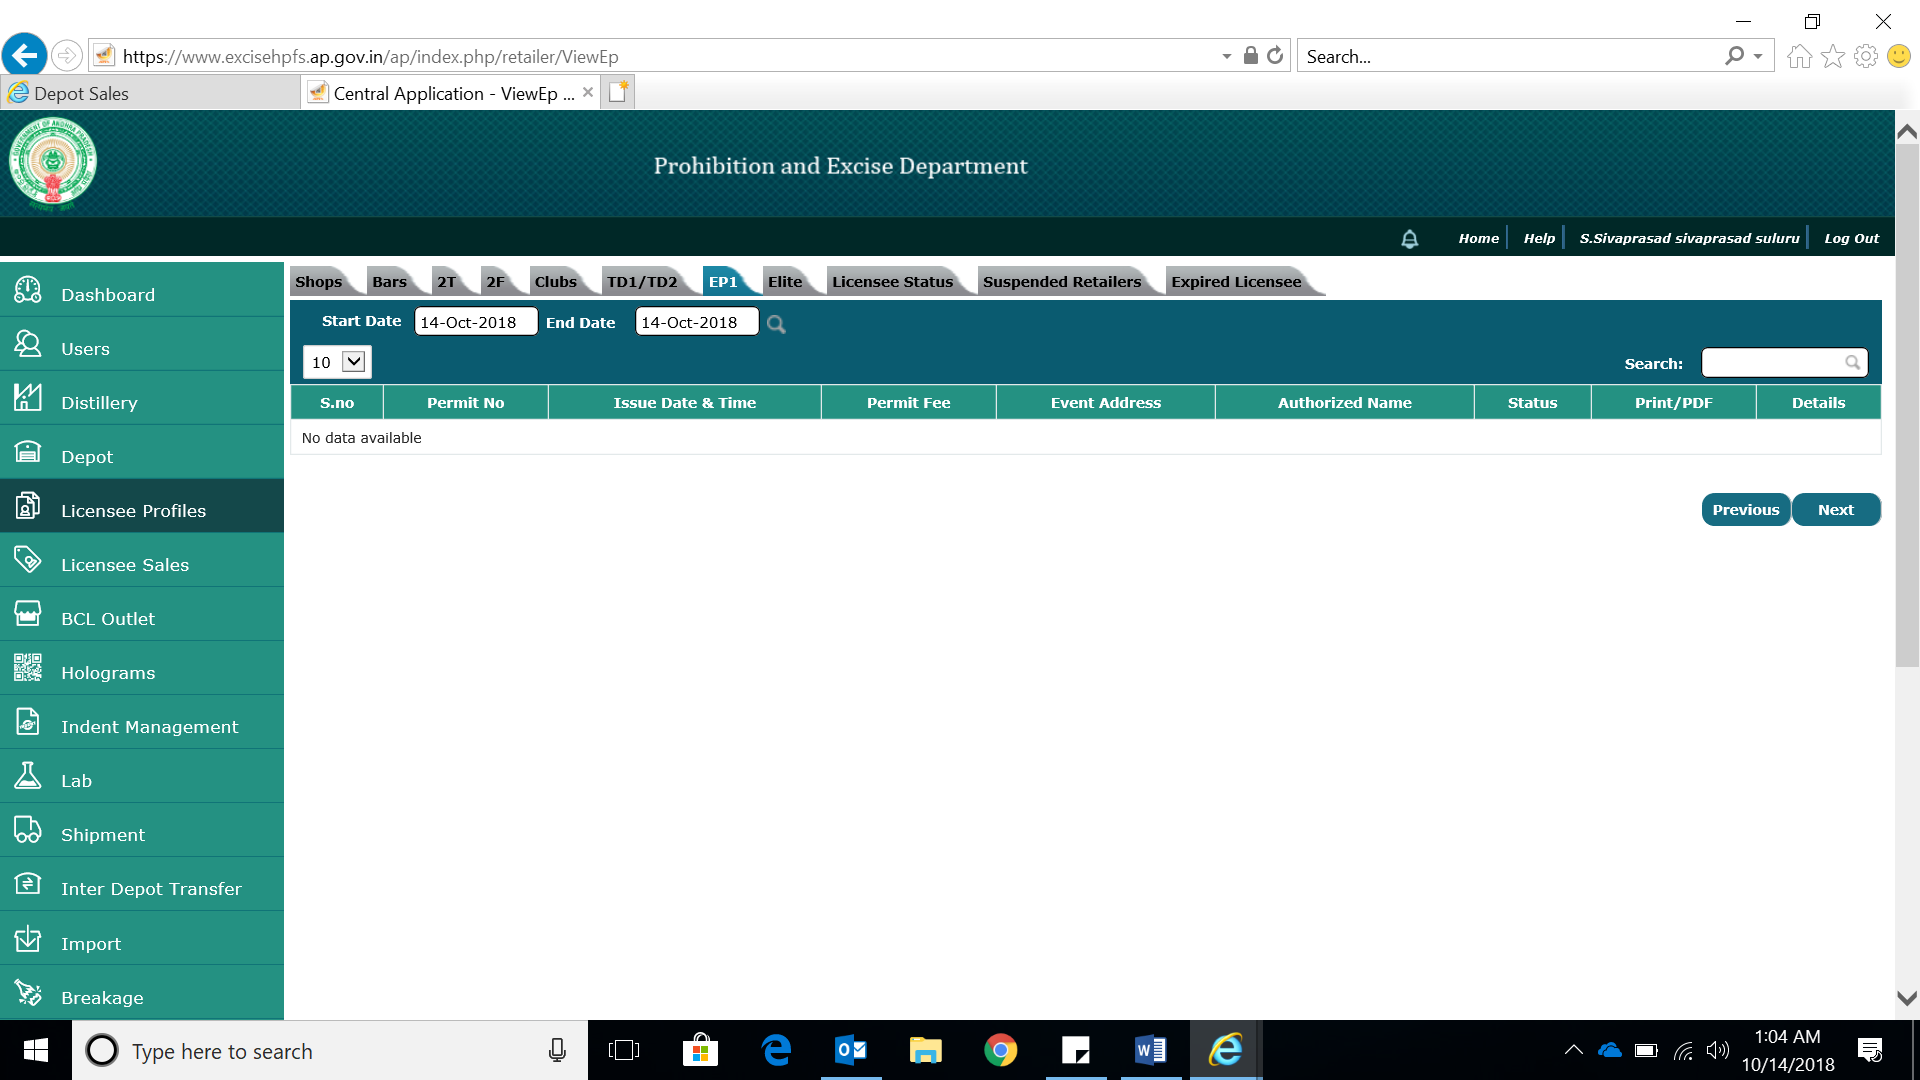 https://www.excisehpfs.ap.gov.in/ap/index.php/retailer/ViewEp
Search...
Depot Sales
Central Application - ViewEp ...
Prohibition and Excise Department
Home
Help
S.Sivaprasad sivaprasad suluru
Log Out
Dashboard
Users
Distillery
Depot
Licensee Profiles
Licensee Sales
BCL Outlet
Holograms
Indent Management
Lab
Shipment
Inter Depot Transfer
Import
Breakage
Shops Bars 2T 2F Clubs TD1/TD2 EP1 Elite Licensee Status Suspended Retailers Expired Licensee
Start Date 14-Oct-2018 End Date 14-Oct-2018
10
Search:
S.no Permit No Issue Date & Time Permit Fee Event Address Authorized Name Status Print/PDF Details
No data available
Previous Next
Type here to search
1:04 AM
10/14/2018